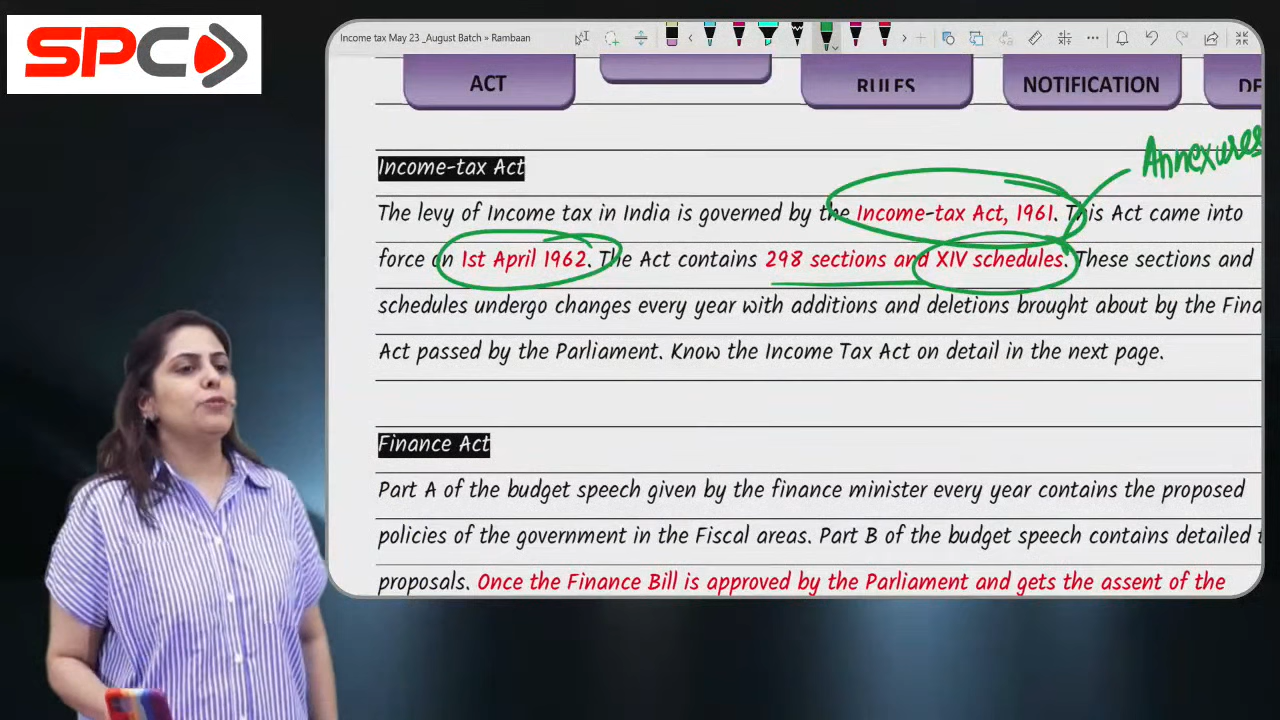 SPC
Income tax May 23 _August Batch » Rambaan
ACT
RULES
NOTIFICATION
DE
Annexures
Income-tax Act
The levy of Income tax in India is governed by the Income-tax Act, 1961. This Act came into
force on 1st April 1962. The Act contains 298 sections and XIV schedules. These sections and
schedules undergo changes every year with additions and deletions brought about by the Fina
Act passed by the Parliament. Know the Income Tax Act on detail in the next page.
Finance Act
Part A of the budget speech given by the finance minister every year contains the proposed
policies of the government in the Fiscal areas. Part B of the budget speech contains detailed t
proposals. Once the Finance Bill is approved by the Parliament and gets the assent of the